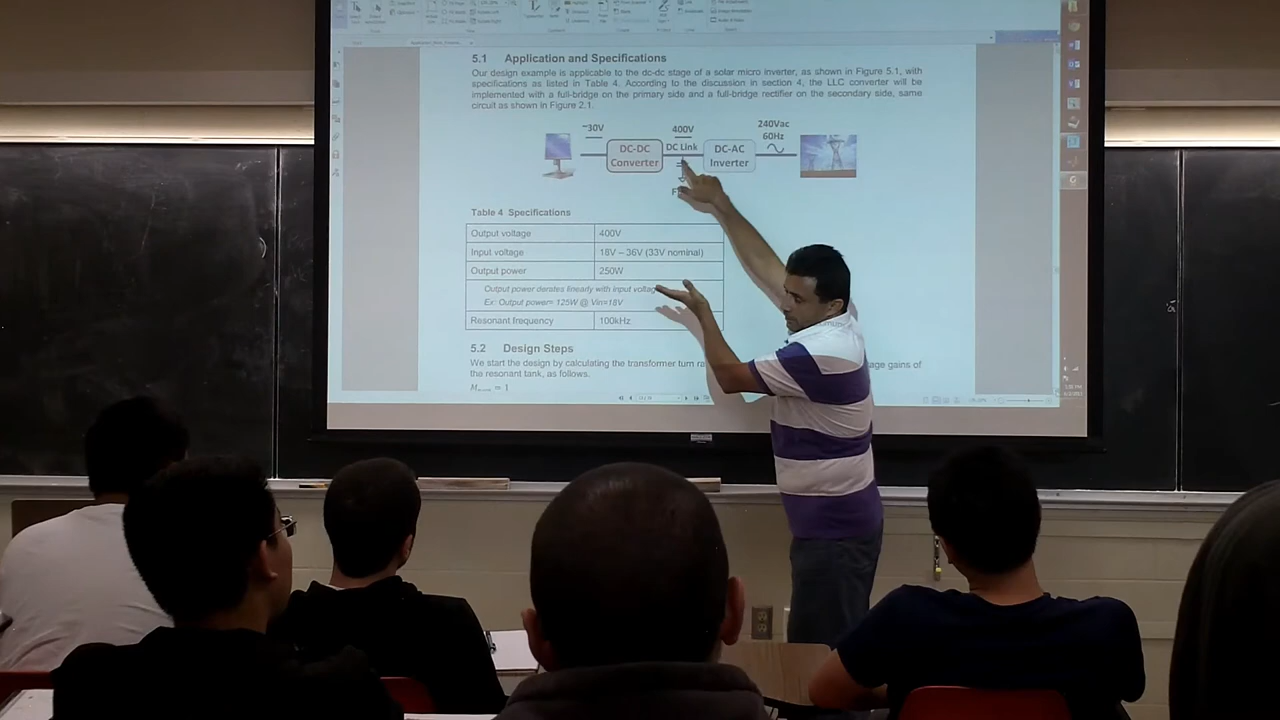 5.1 Application and Specifications
Our design example is applicable to the dc-dc stage of a solar micro inverter, as shown in Figure 5.1, with
specifications as listed in Table 4. According to the discussion in section 4, the LLC converter will be
implemented with a full-bridge on the primary side and a full-bridge rectifier on the secondary side, same
circuit as shown in Figure 2.1.
~30V
400V
240Vac
60Hz
DC-DC
Converter
DC Link
DC-AC
Inverter
Table 4 Specifications
Output voltage 400V
Input voltage 18V – 36V (33V nominal)
Output power 250W
Output power derates linearly with input voltag
Ex: Output power= 125W @ Vin=18V
Resonant frequency 100kHz
5.2 Design Steps
We start the design by calculating the transformer turn ra age gains of
the resonant tank, as follows.
= 1